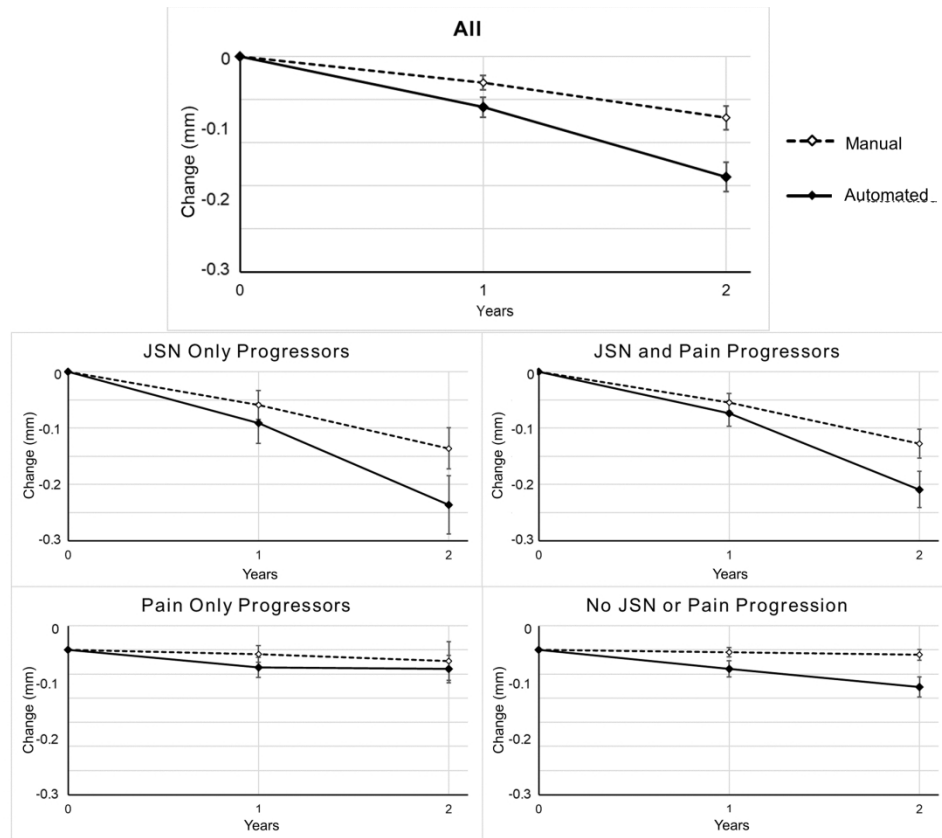 All
0
-0.1
-0.2
-0.3
Change (mm)
0 1 2
Years
Manual
Automated
JSN Only Progressors
0
-0.1
-0.2
-0.3
Change (mm)
0 1 2
Years
JSN and Pain Progressors
0
-0.1
-0.2
-0.3
Change (mm)
0 1 2
Years
Pain Only Progressors
0
-0.1
-0.2
-0.3
Change (mm)
0 1 2
Years
No JSN or Pain Progression
0
-0.1
-0.2
-0.3
Change (mm)
0 1 2
Years